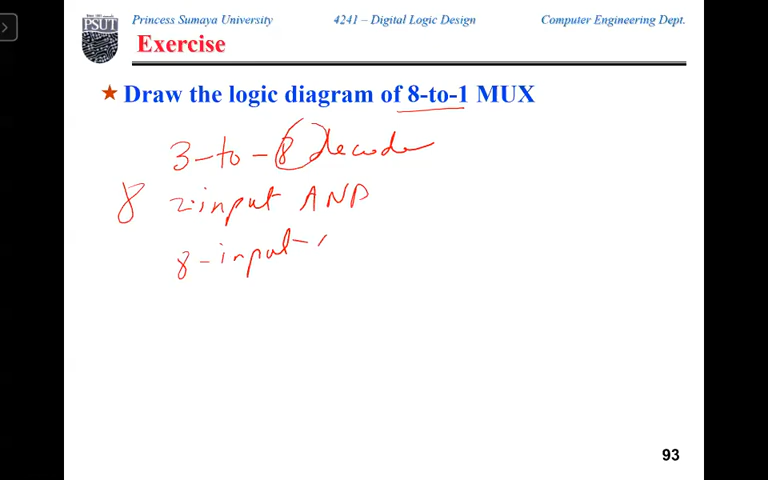 Princess Sumaya University 4241 – Digital Logic Design Computer Engineering Dept.
PSUT
Exercise
★ Draw the logic diagram of 8-to-1 MUX
3-to-8 decoder
8 2-input AND
8-input
93